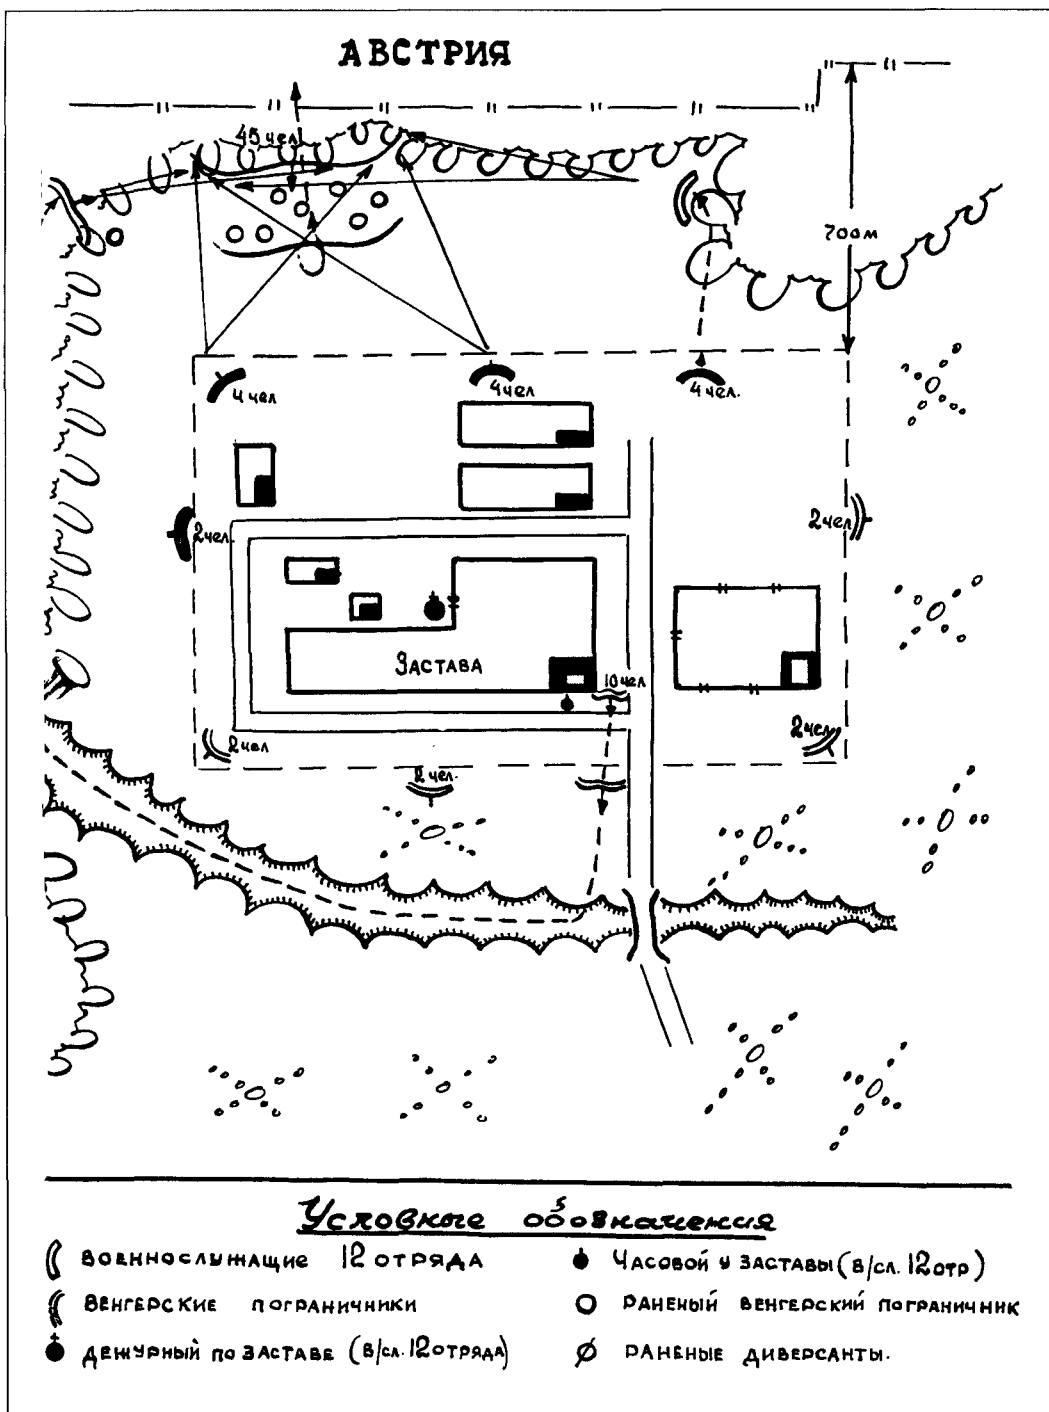 АВСТРИЯ
45 чел
700м
4 чел
4 чел
4 чел.
2 чел.
2 чел
ЗАСТАВА
10 чел
2 чел
2 чел.
2 чел.
Условные обозначения
ВОЕННОСЛУЖАЩИЕ 12 ОТРЯДА
ЧАСОВОЙ У ЗАСТАВЫ (В/СЛ. 12 ОТР)
ВЕНГЕРСКИЕ ПОГРАНИЧНИКИ
РАНЕНЫЙ ВЕНГЕРСКИЙ ПОГРАНИЧНИК
ДЕЖУРНЫЙ ПО ЗАСТАВЕ (В/СЛ. 12 ОТРЯДА)
РАНЕНЫЕ ДИВЕРСАНТЫ.